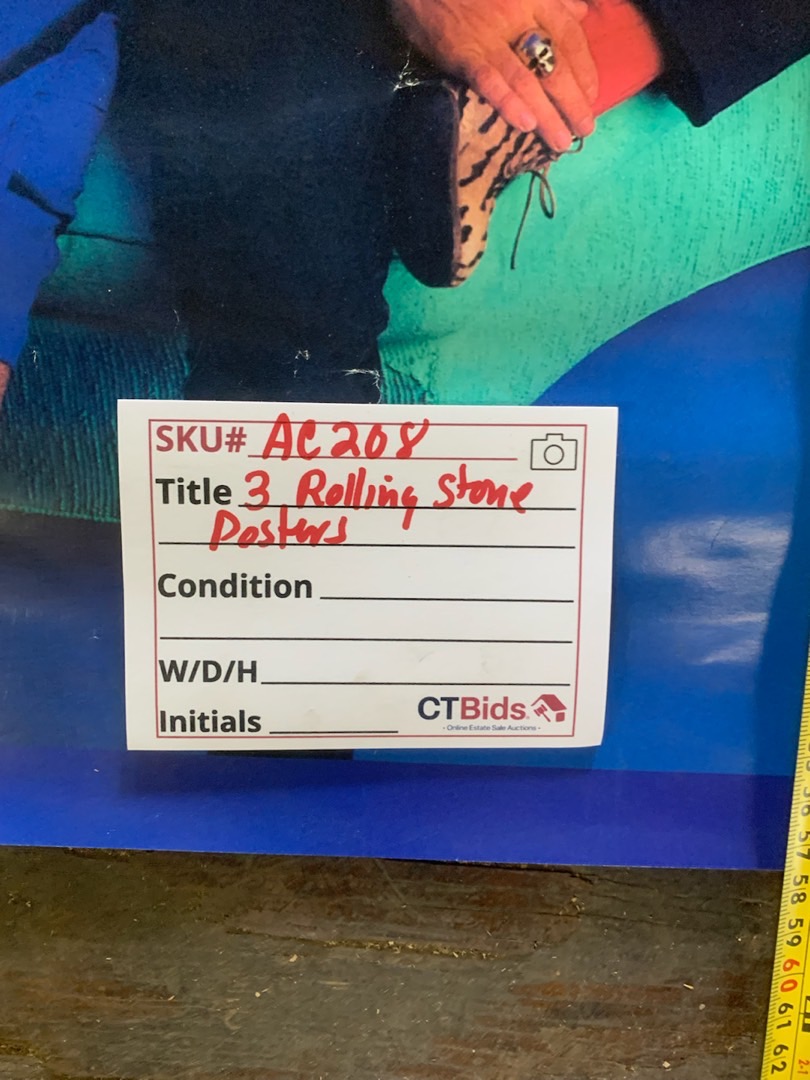 SKU# AC208
Title 3 Rolling Stone
Posters
Condition
W/D/H
Initials
CTBids
- Online Estate Sale Auctions -
57
58
59
60
61
62